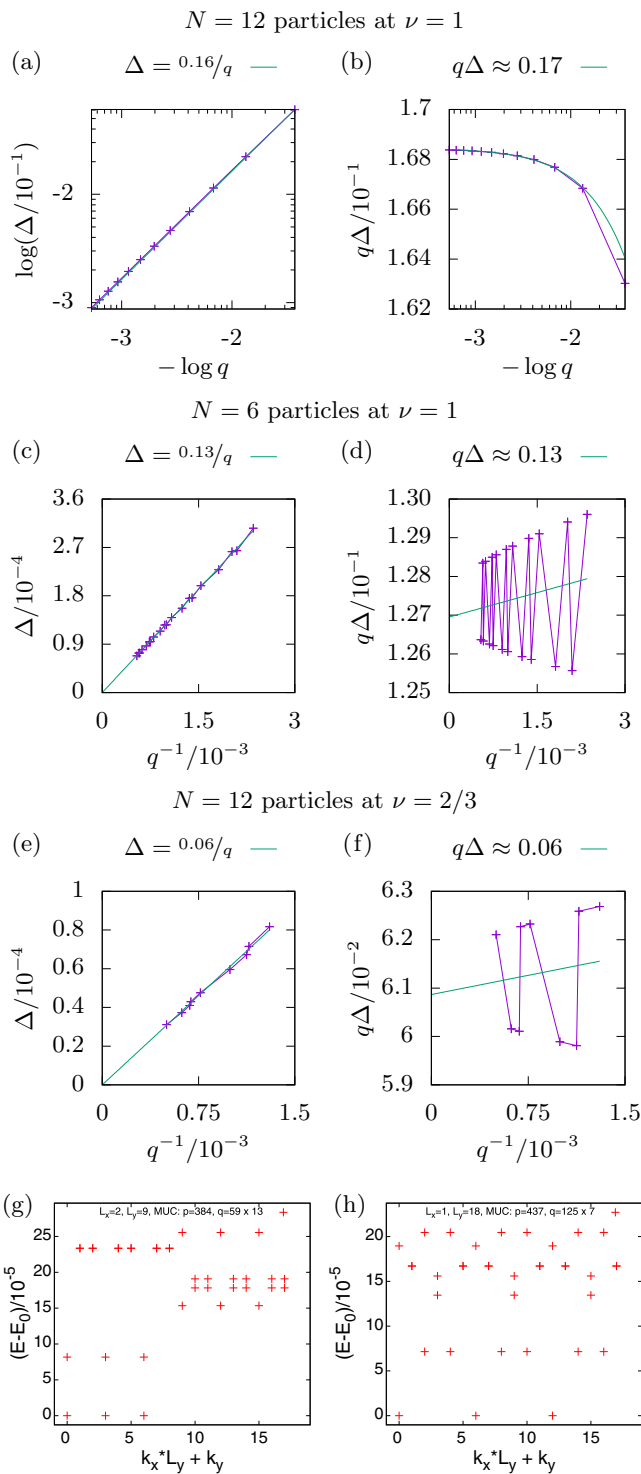 N = 12 particles at ν = 1
(a) Δ = 0.16/q
(b) qΔ ≈ 0.17
log(Δ/10⁻¹)
-2
-3
-3 -2
− log q
qΔ/10⁻¹
1.7
1.68
1.66
1.64
1.62
-3 -2
− log q
N = 6 particles at ν = 1
(c) Δ = 0.13/q
(d) qΔ ≈ 0.13
Δ/10⁻⁴
3.6
2.7
1.8
0.9
0
0 1.5 3
q⁻¹/10⁻³
qΔ/10⁻¹
1.30
1.29
1.28
1.27
1.26
1.25
0 1.5 3
q⁻¹/10⁻³
N = 12 particles at ν = 2/3
(e) Δ = 0.06/q
(f) qΔ ≈ 0.06
Δ/10⁻⁴
1
0.8
0.6
0.4
0.2
0
0 0.75 1.5
q⁻¹/10⁻³
qΔ/10⁻²
6.3
6.2
6.1
6
5.9
0 0.75 1.5
q⁻¹/10⁻³
(g)
Lₓ=2, L_y=9, MUC: p=384, q=59 x 13
(E-E₀)/10⁻⁵
25
20
15
10
5
0
0 5 10 15
kₓ*L_y + k_y
(h)
Lₓ=1, L_y=18, MUC: p=437, q=125 x 7
(E-E₀)/10⁻⁵
20
15
10
5
0
0 5 10 15
kₓ*L_y + k_y